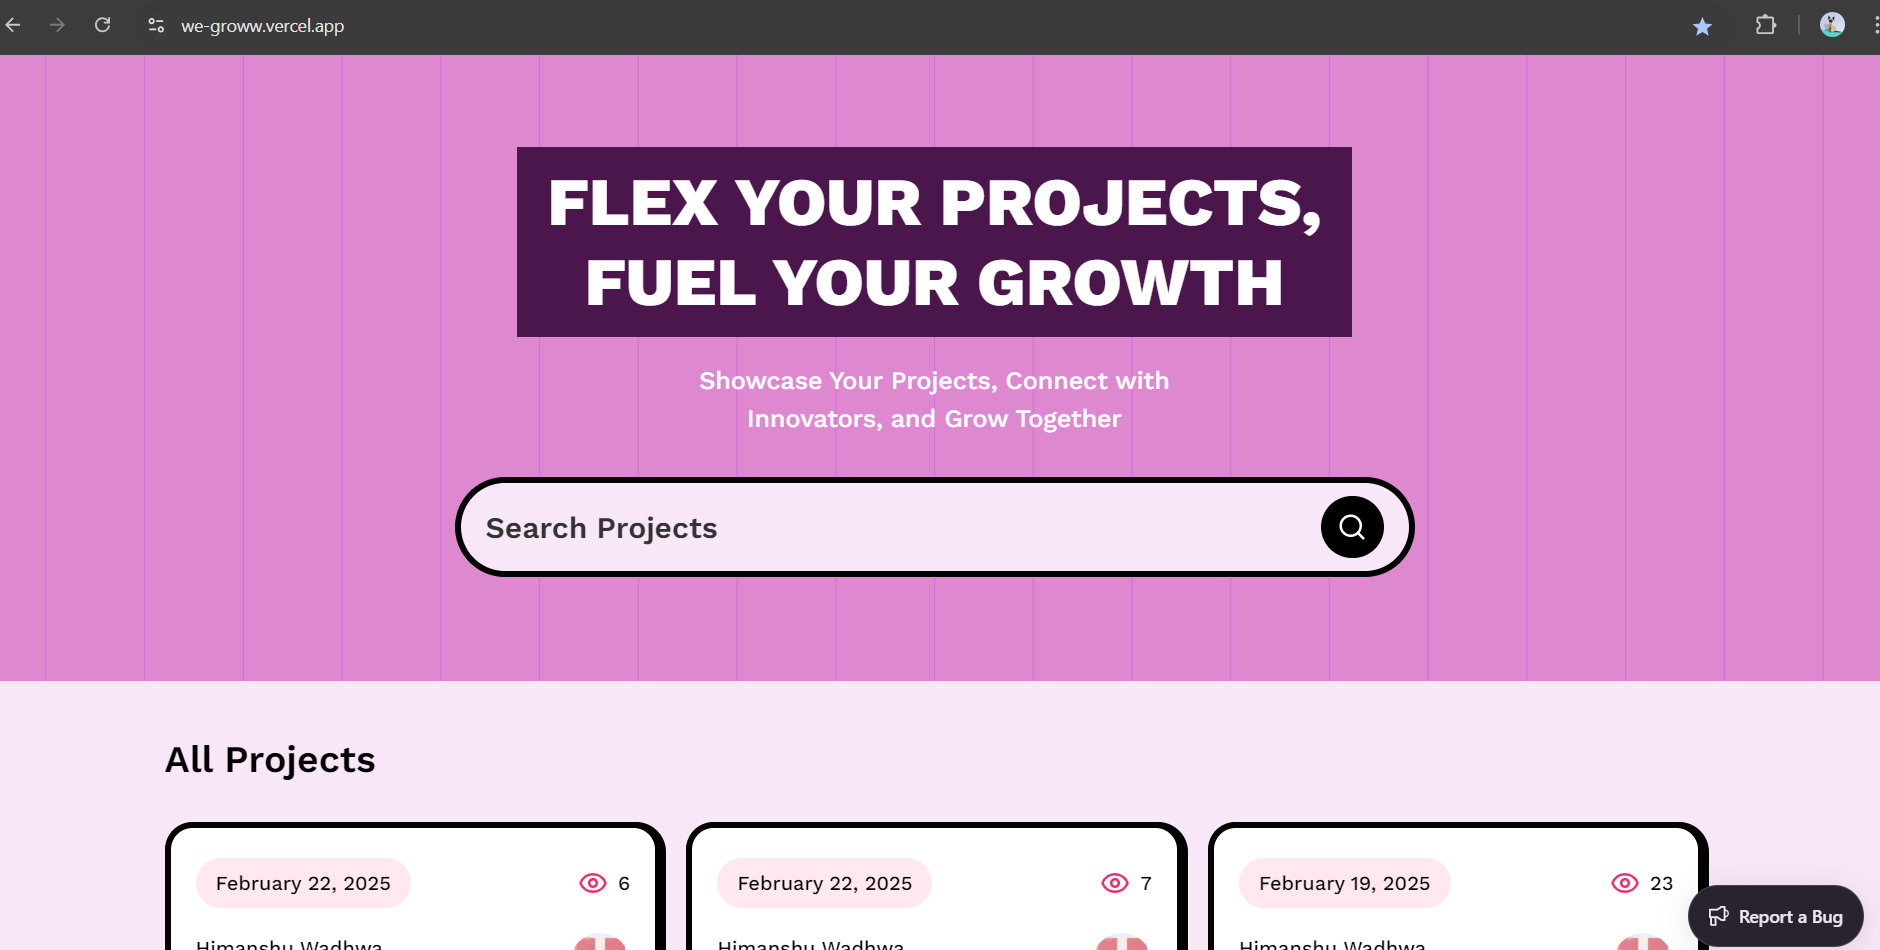 we-groww.vercel.app
FLEX YOUR PROJECTS,
FUEL YOUR GROWTH
Showcase Your Projects, Connect with
Innovators, and Grow Together
Search Projects
All Projects
February 22, 2025 6
February 22, 2025 7
February 19, 2025 23
Report a Bug
Himanshu Wadhwa
Himanshu Wadhwa
Himanshu Wadhwa